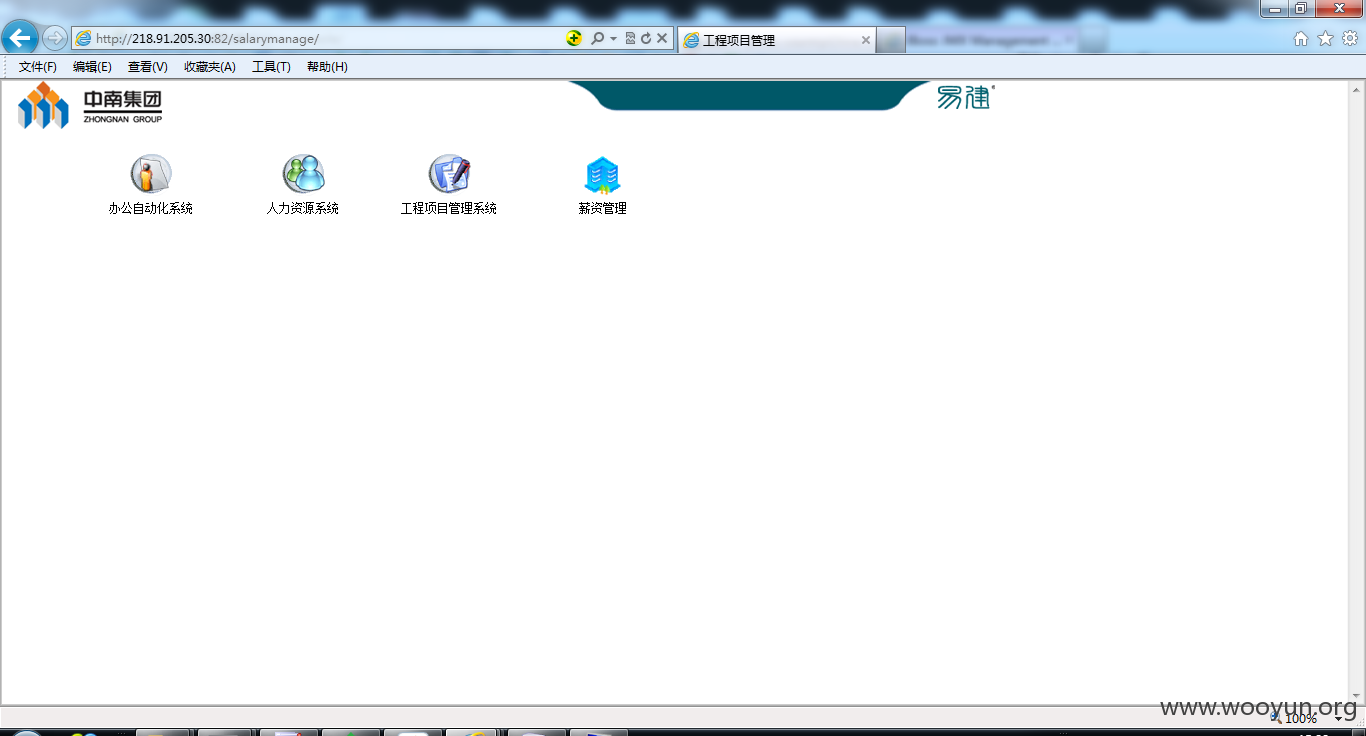 http://218.91.205.30:82/salarymanage/
工程项目管理
文件(F) 编辑(E) 查看(V) 收藏夹(A) 工具(T) 帮助(H)
中南集团
ZHONGNAN GROUP
易建
办公自动化系统 人力资源系统 工程项目管理系统 薪资管理
www.wooyun.org
100%